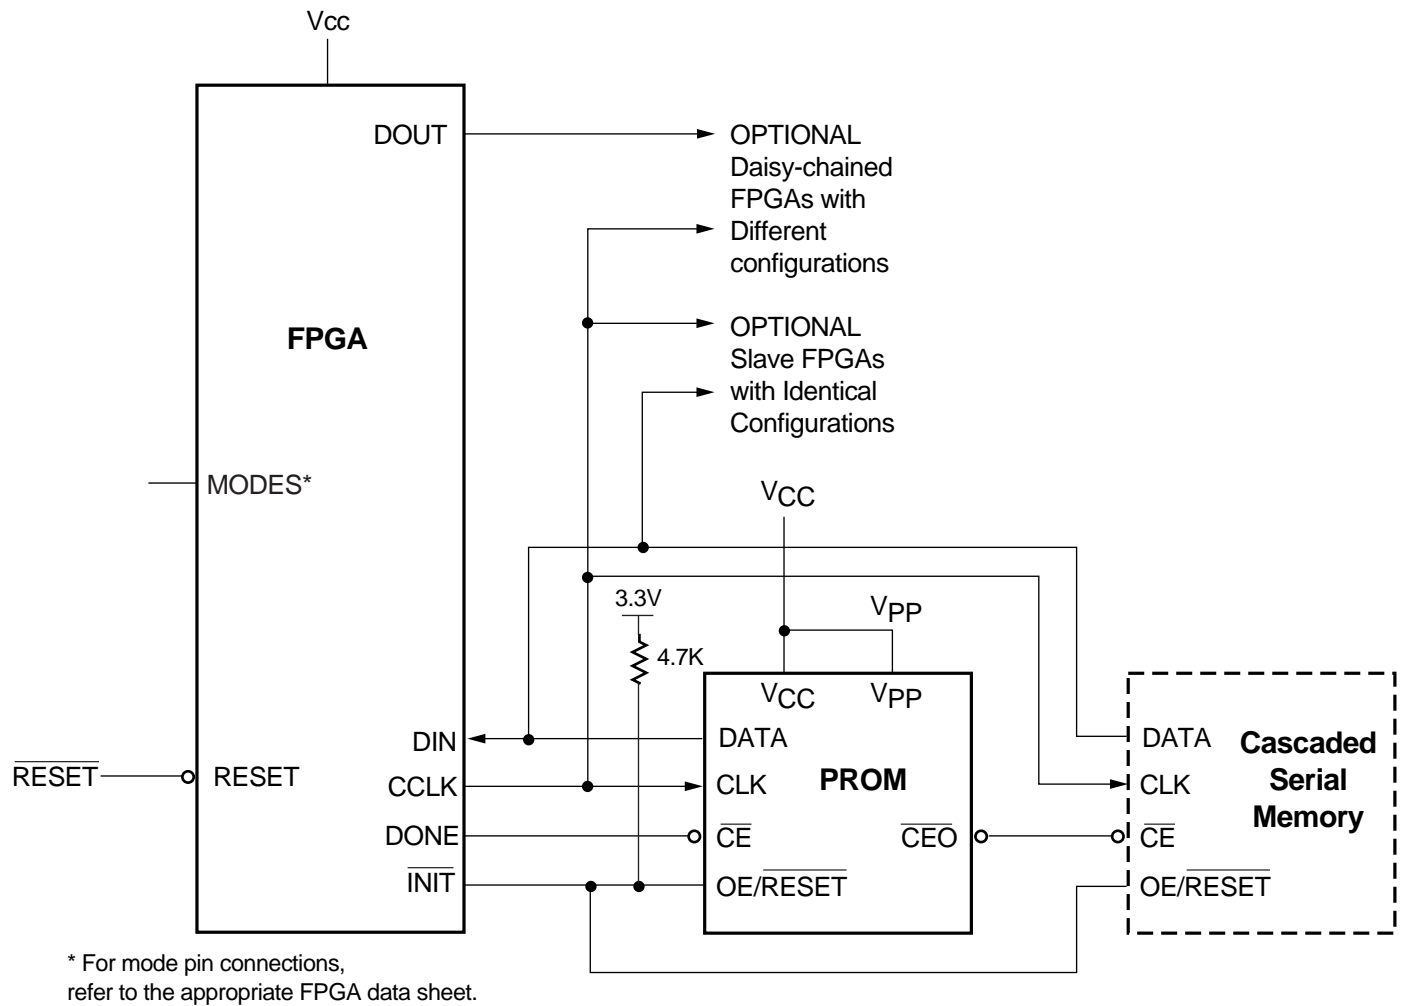 Vcc
DOUT
OPTIONAL
Daisy-chained
FPGAs with
Different
configurations
FPGA
OPTIONAL
Slave FPGAs
with Identical
Configurations
MODES*
VCC
3.3V
VPP
4.7K
VCC
VPP
DIN
DATA
DATA
Cascaded
Serial
Memory
RESET
RESET
CCLK
CLK
PROM
CLK
DONE
CE
CEO
CE
INIT
OE/RESET
OE/RESET
* For mode pin connections,
refer to the appropriate FPGA data sheet.